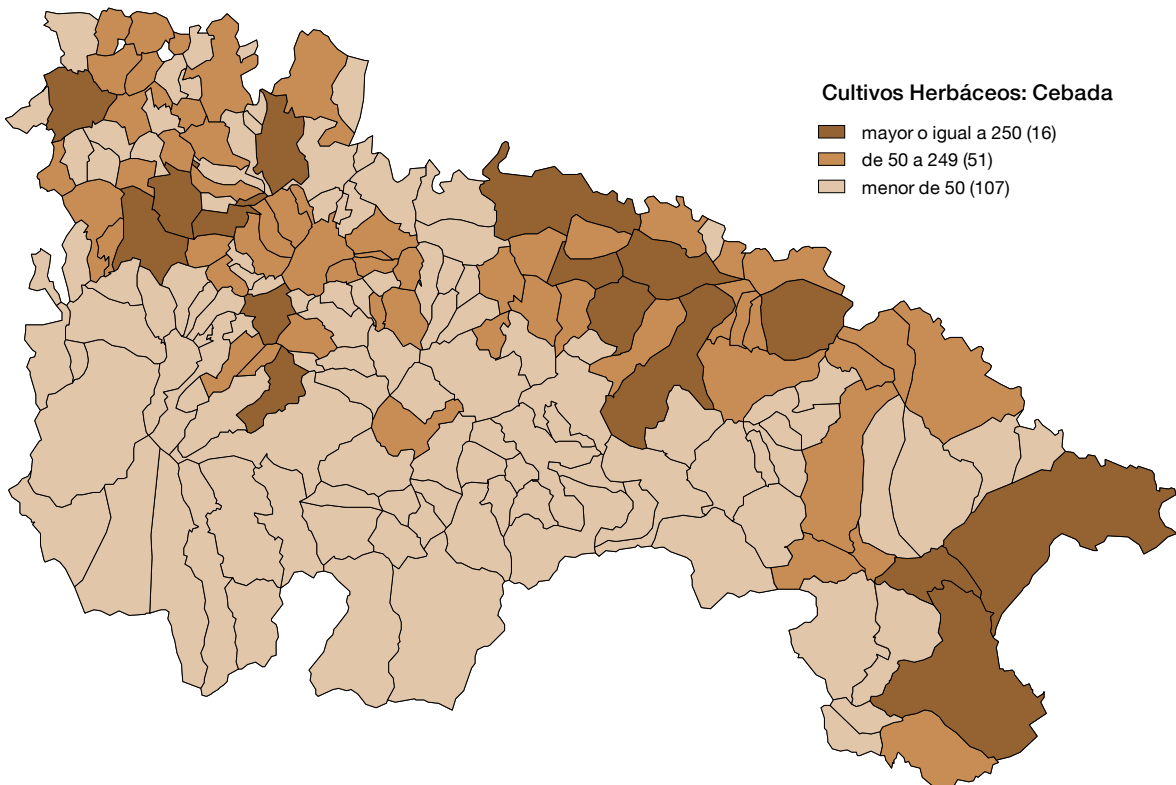 Cultivos Herbáceos: Cebada
mayor o igual a 250 (16)
de 50 a 249 (51)
menor de 50 (107)